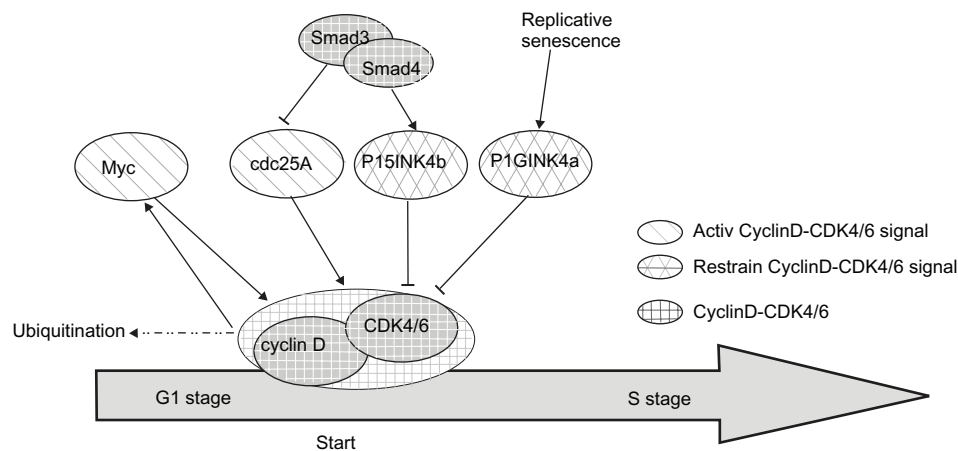 Smad3
Smad4
Replicative
senescence
Myc
cdc25A
P15INK4b
P1GINK4a
Activ CyclinD-CDK4/6 signal
Restrain CyclinD-CDK4/6 signal
CyclinD-CDK4/6
Ubiquitination
cyclin D
CDK4/6
G1 stage
S stage
Start